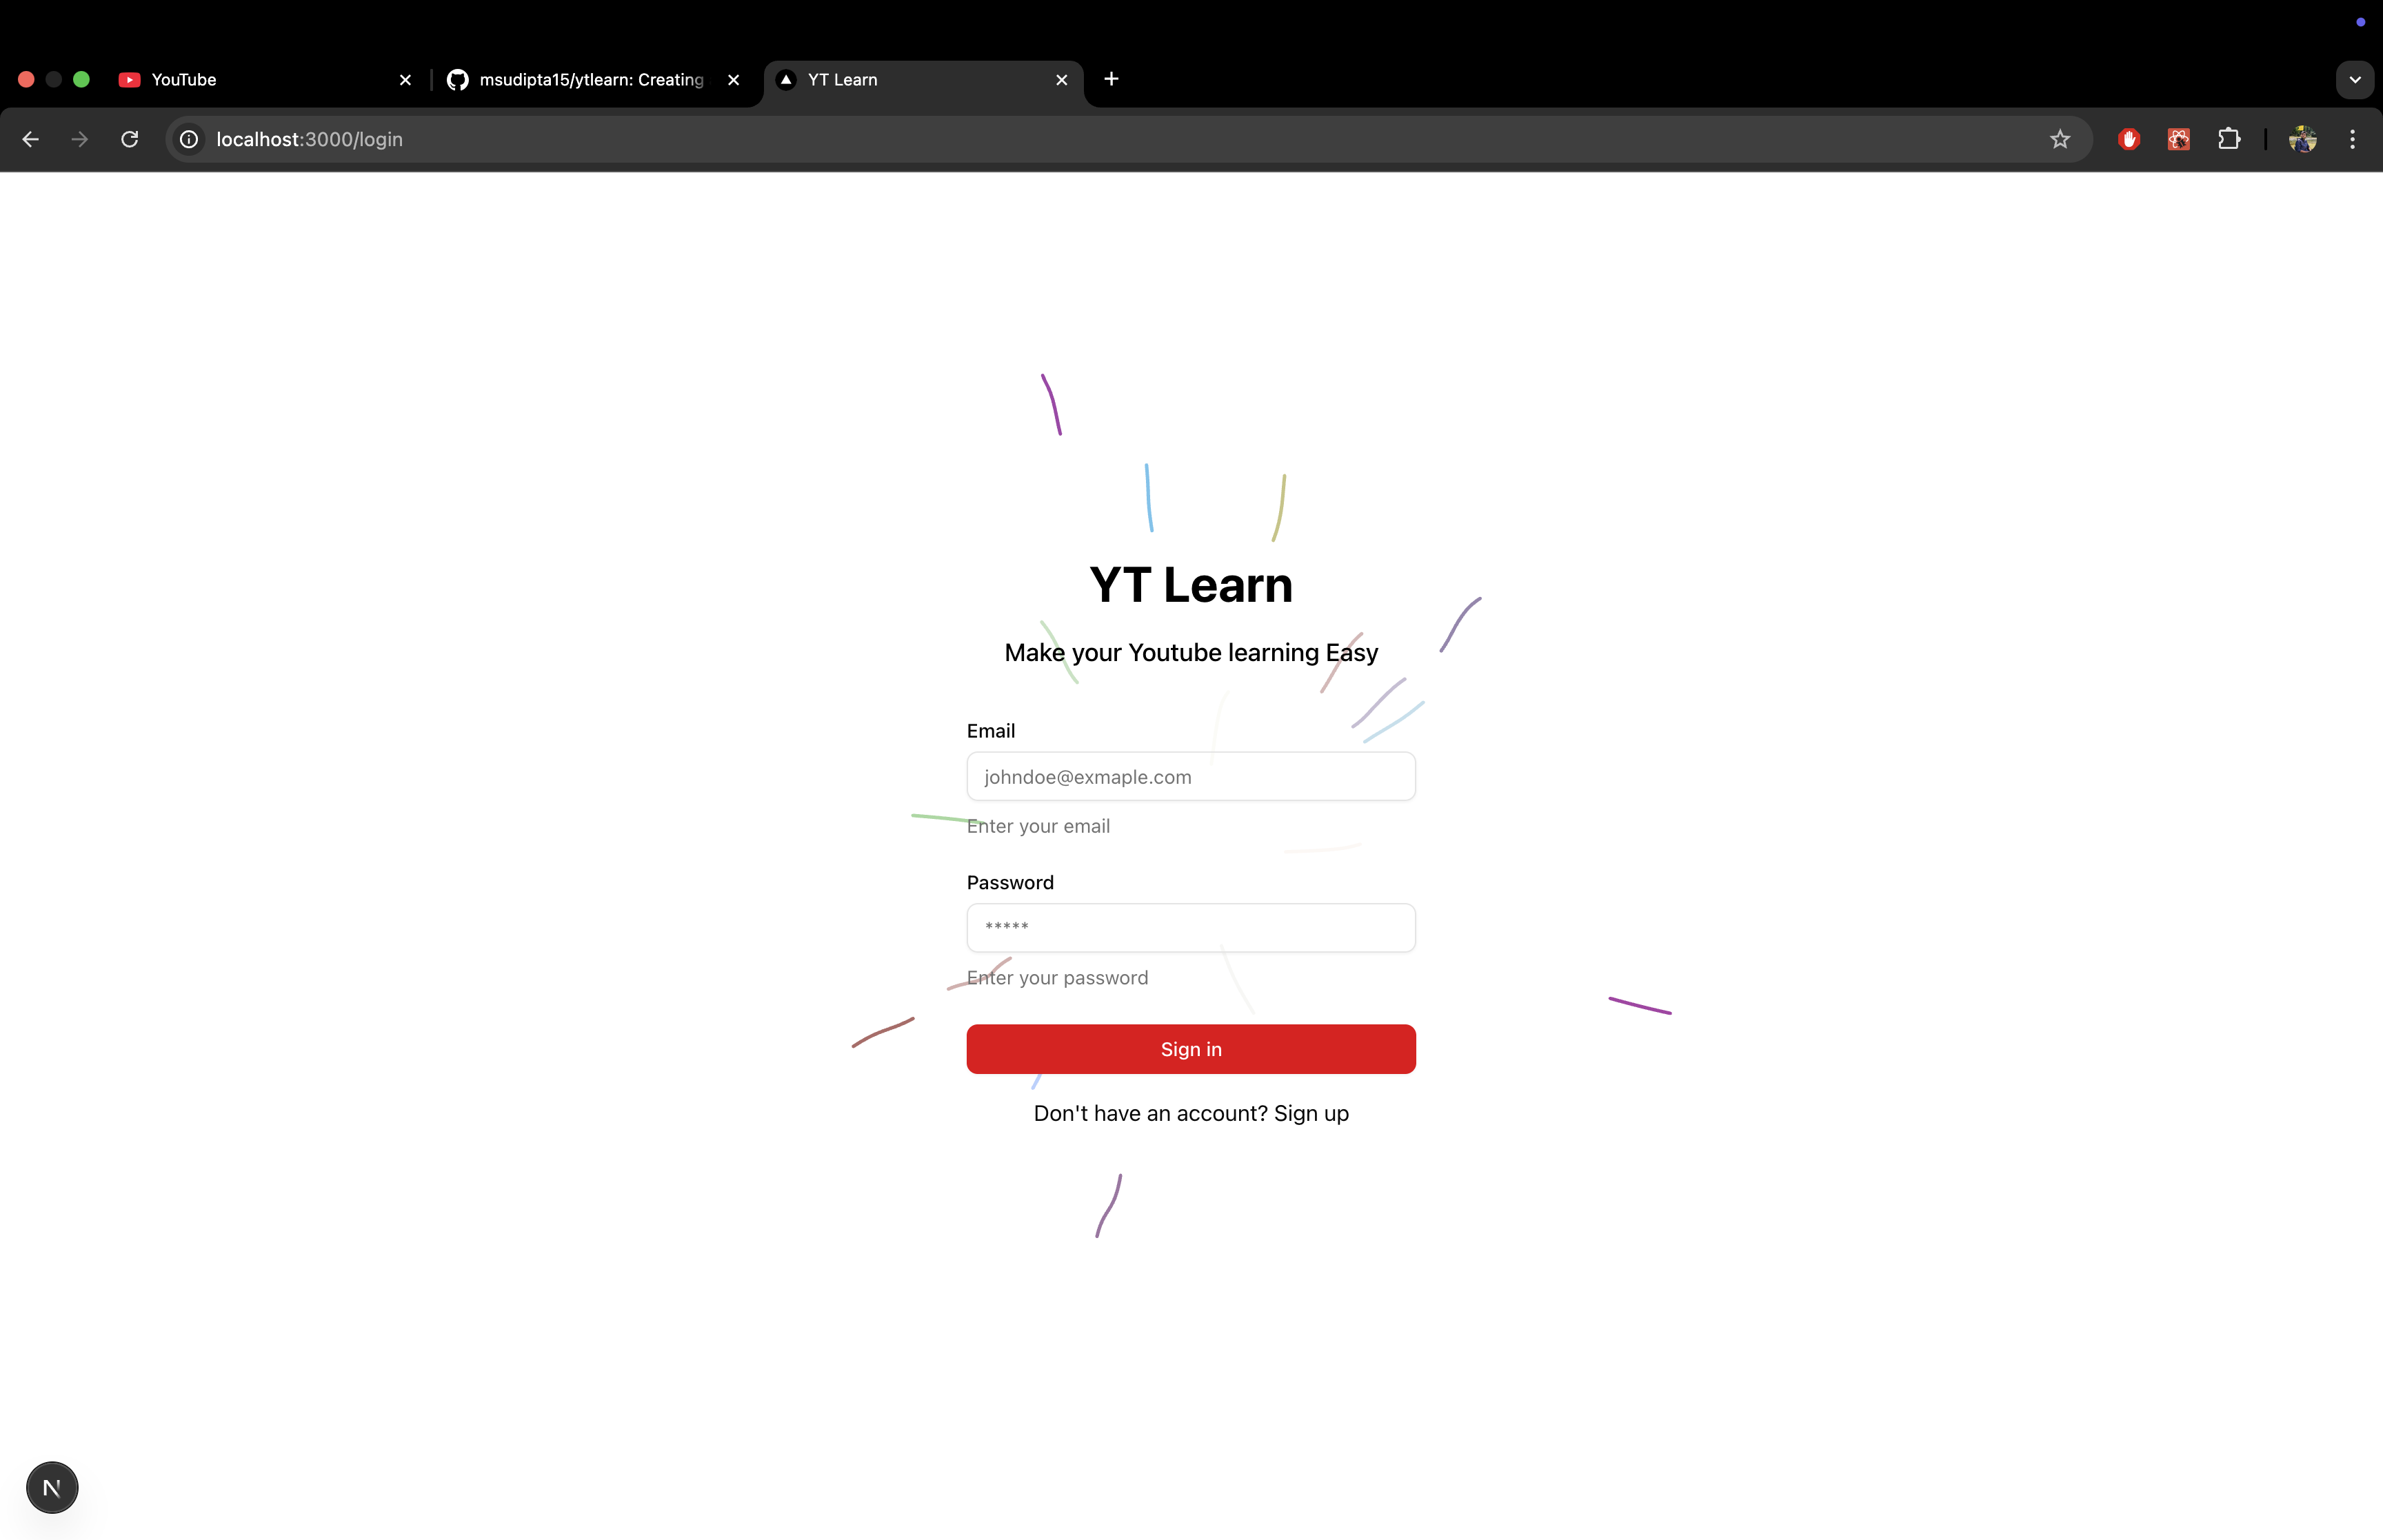 YouTube
msudipta15/ytlearn: Creating
YT Learn
localhost:3000/login
YT Learn
Make your Youtube learning Easy
Email
johndoe@exmaple.com
Enter your email
Password
*****
Enter your password
Sign in
Don't have an account? Sign up
N